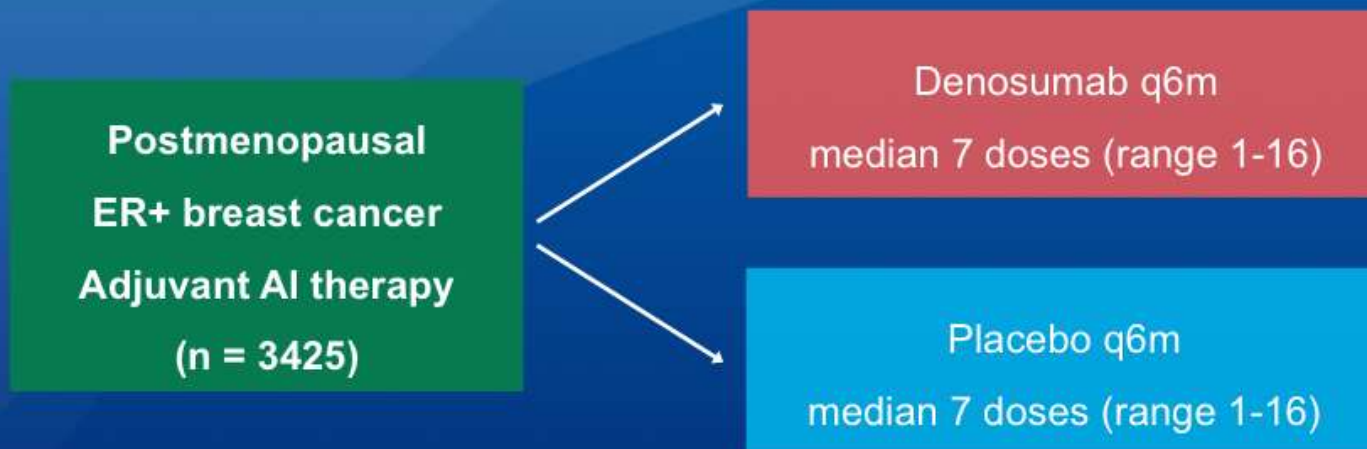 Postmenopausal
ER+ breast cancer
Adjuvant AI therapy
(n = 3425)
Denosumab q6m
median 7 doses (range 1-16)
Placebo q6m
median 7 doses (range 1-16)